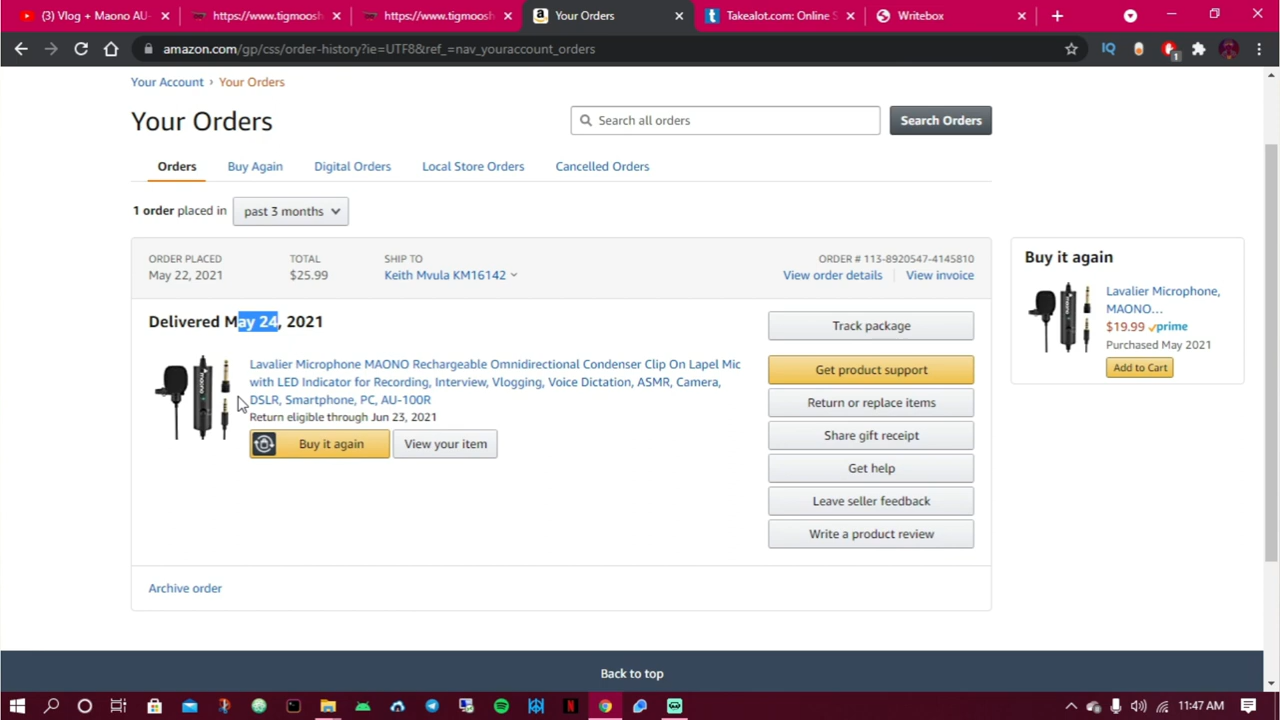 (3) Vlog + Maono AU-
https://www.tigmoosh
https://www.tigmoosh
Your Orders
Takealot.com: Online S
Writebox
amazon.com/gp/css/order-history?ie=UTF8&ref_=nav_youraccount_orders
IQ
1
Your Account › Your Orders
Your Orders
Search all orders
Search Orders
Orders
Buy Again
Digital Orders
Local Store Orders
Cancelled Orders
1 order placed in past 3 months
ORDER PLACED
May 22, 2021
TOTAL
$25.99
SHIP TO
Keith Mvula KM16142
ORDER # 113-8920547-4145810
View order details
View invoice
Delivered May 24, 2021
Lavalier Microphone MAONO Rechargeable Omnidirectional Condenser Clip On Lapel Mic
with LED Indicator for Recording, Interview, Vlogging, Voice Dictation, ASMR, Camera,
DSLR, Smartphone, PC, AU-100R
Return eligible through Jun 23, 2021
Buy it again
View your item
Track package
Get product support
Return or replace items
Share gift receipt
Get help
Leave seller feedback
Write a product review
Archive order
Buy it again
Lavalier Microphone,
MAONO...
$19.99 prime
Purchased May 2021
Add to Cart
Back to top
11:47 AM